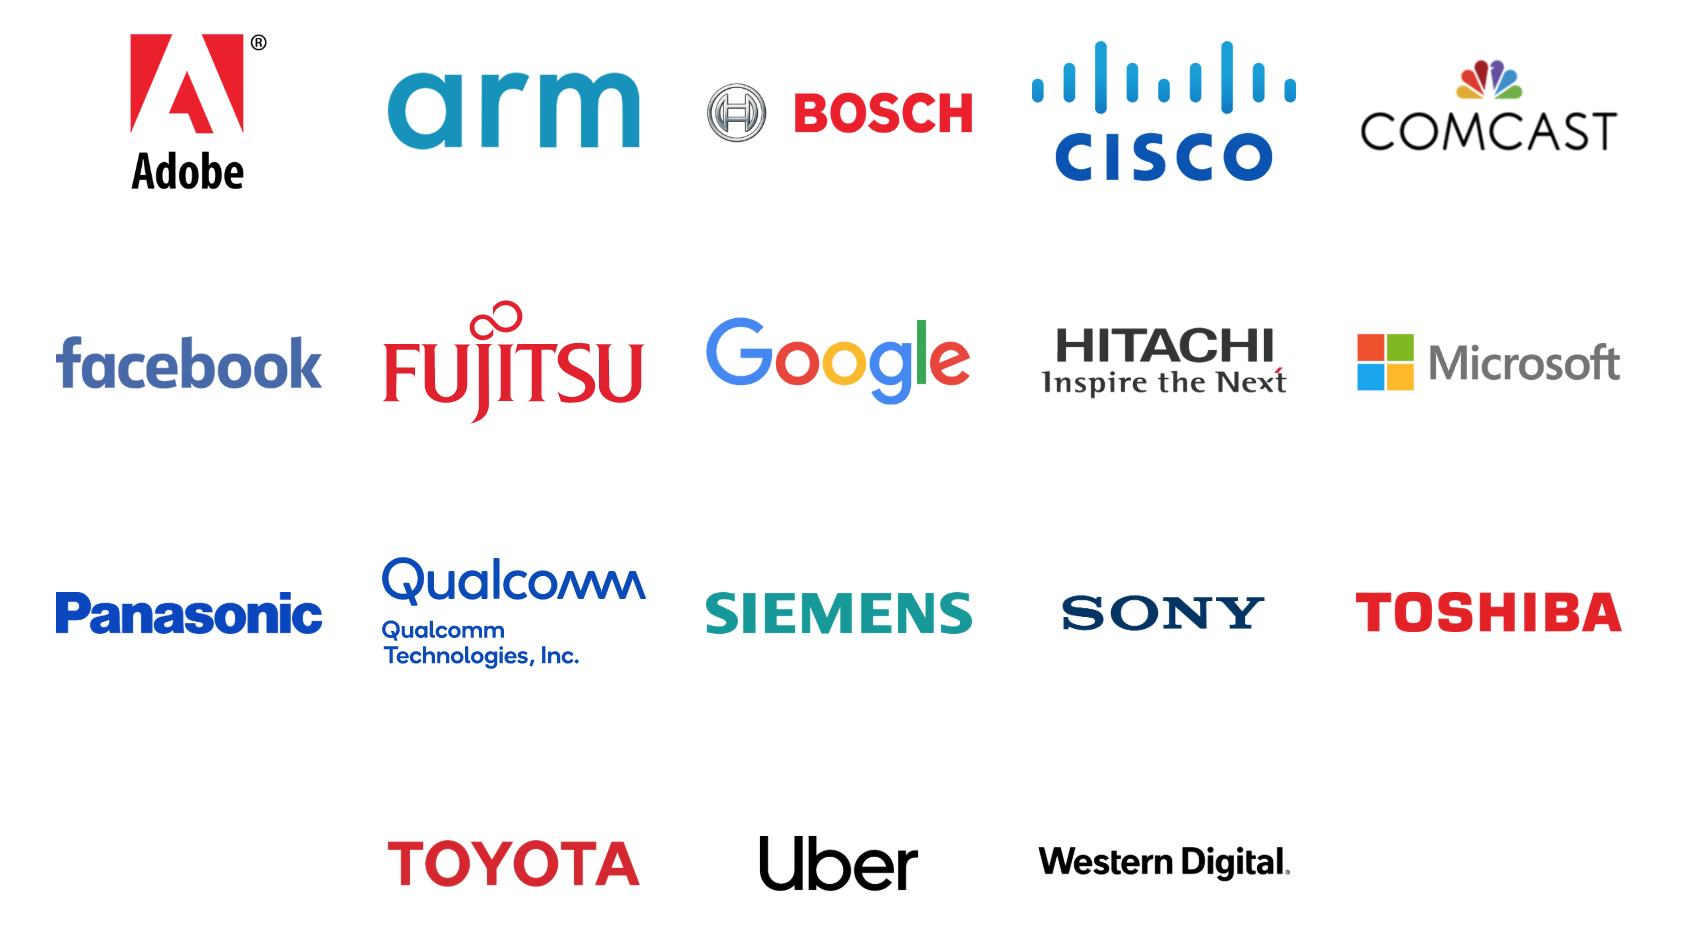 ®
Adobe
arm
BOSCH
CISCO
COMCAST
facebook
FUJITSU
Google
HITACHI
Inspire the Next
Microsoft
Panasonic
Qualcomm
Qualcomm
Technologies, Inc.
SIEMENS
SONY
TOSHIBA
TOYOTA
Uber
Western Digital®